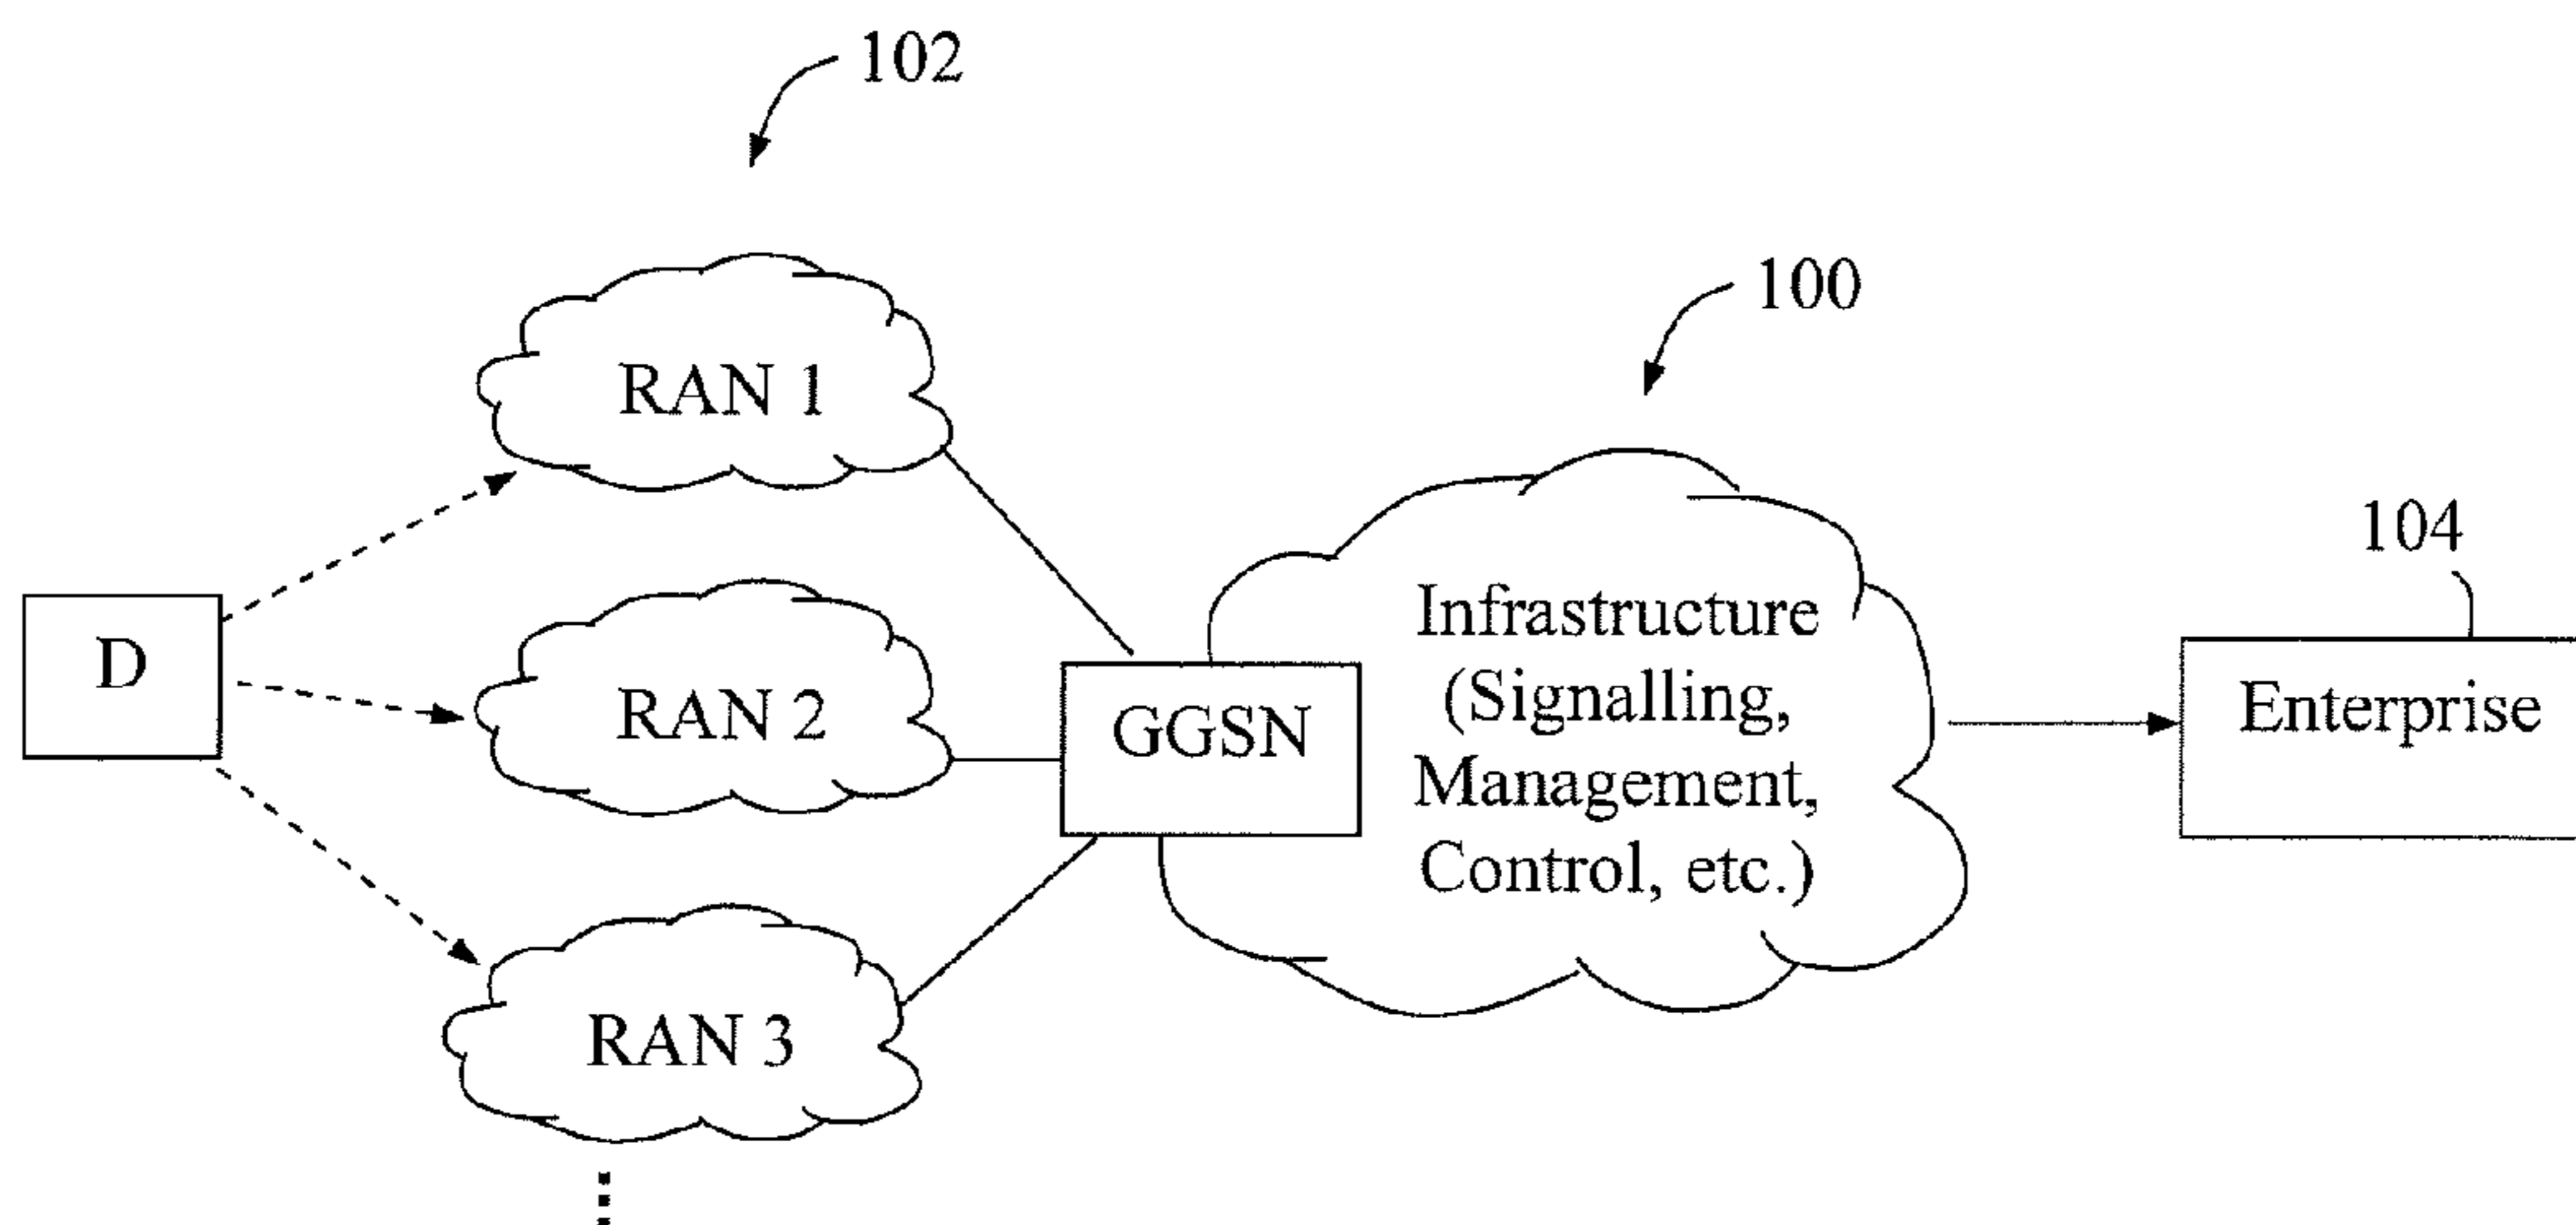 102
100
RAN 1
104
D
RAN 2
GGSN
Infrastructure
(Signalling,
Management,
Control, etc.)
Enterprise
RAN 3